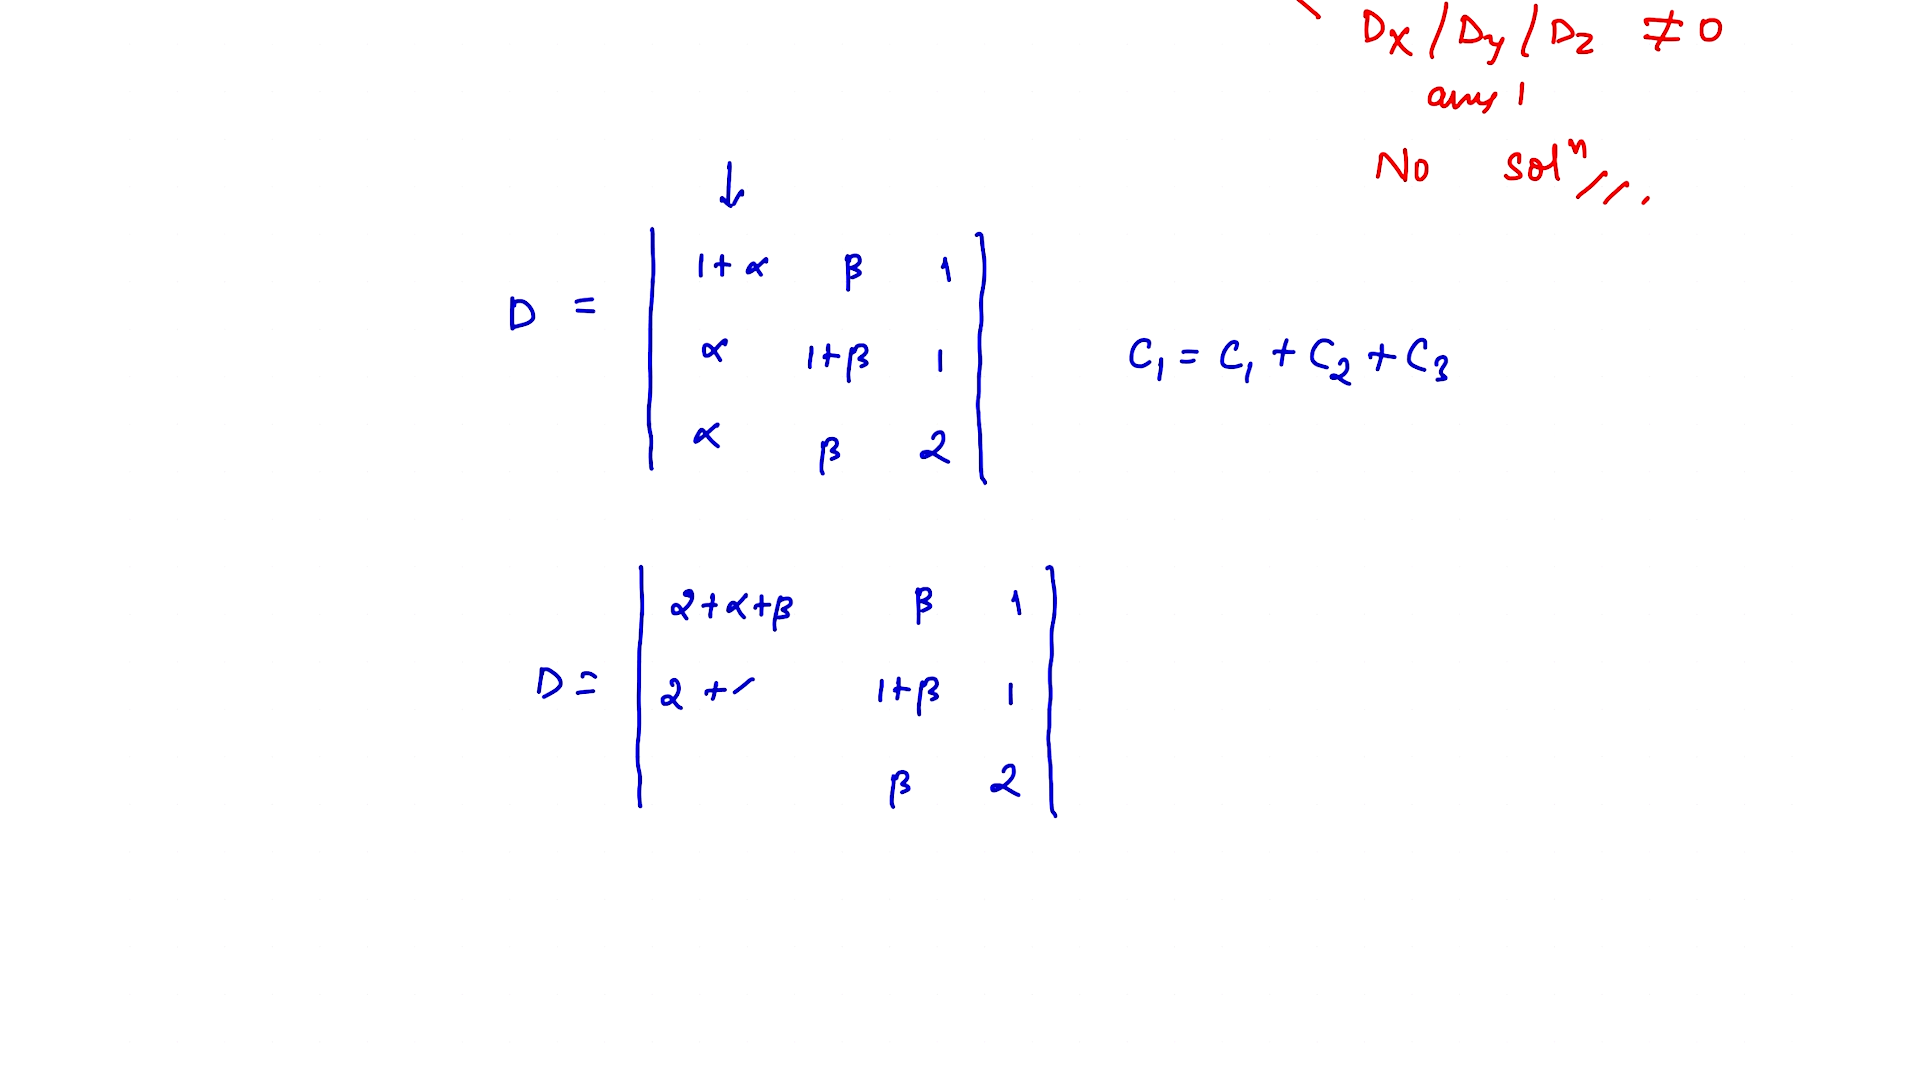 Dx / Dy / Dz ≠ 0
any 1
No solⁿ //.
↓
1+α β 1
D =
α 1+β 1
C₁ = C₁ + C₂ + C₃
α β 2
2+α+β β 1
D =
2 + 1+β 1
β 2